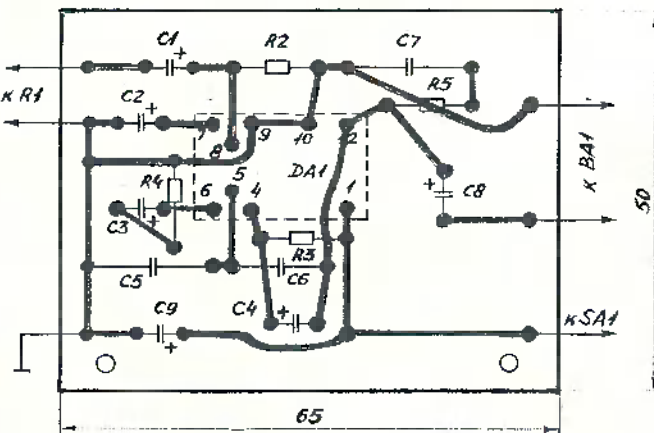 C1 + R2 C7
К R1 C2 + R5
7 9 10 12
8 DA1 К BA1
R4 5 + C8 50
6 4 1
C3 + R3
C5 C6
C9 + C4 + К SA1
65